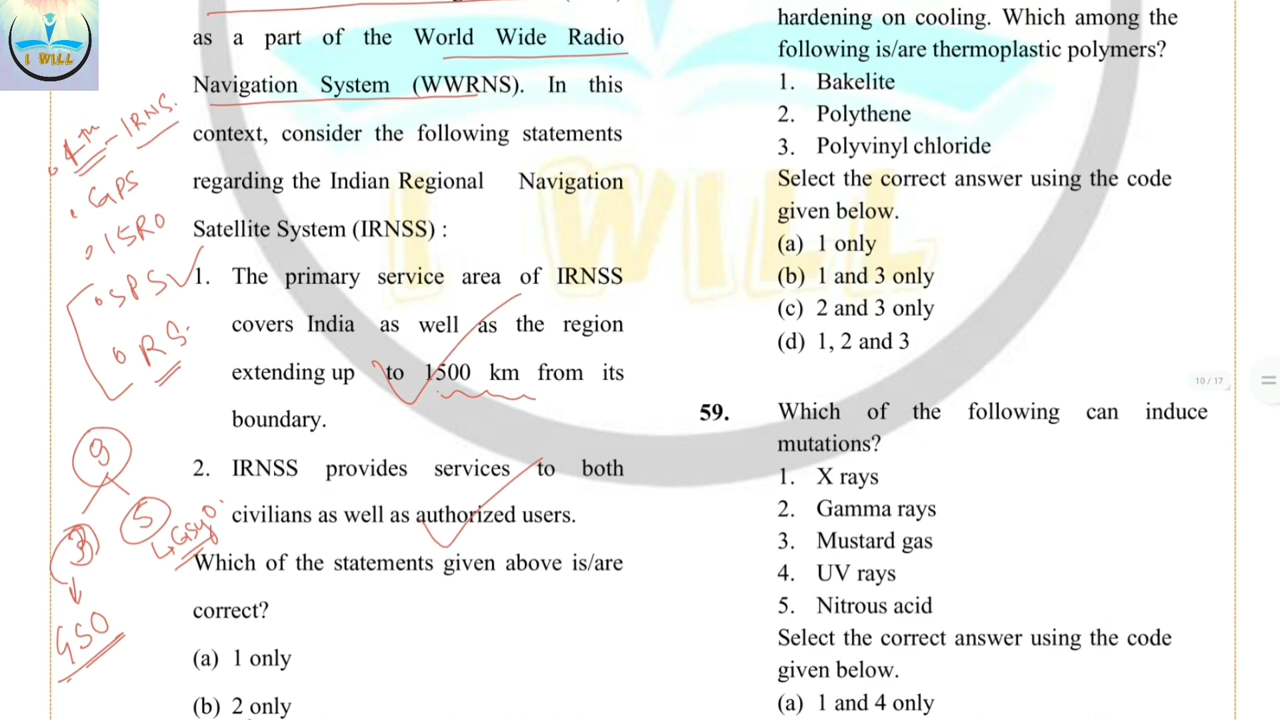 I WILL
as a part of the World Wide Radio
Navigation System (WWRNS). In this
context, consider the following statements
regarding the Indian Regional Navigation
Satellite System (IRNSS) :
1. The primary service area of IRNSS
covers India as well as the region
extending up to 1500 km from its
boundary.
2. IRNSS provides services to both
civilians as well as authorized users.
Which of the statements given above is/are
correct?
(a) 1 only
(b) 2 only
4th - IRNS.
GPS
ISRO
SPS
RS.
9
5
GSyO.
3
GSO
hardening on cooling. Which among the
following is/are thermoplastic polymers?
1. Bakelite
2. Polythene
3. Polyvinyl chloride
Select the correct answer using the code
given below.
(a) 1 only
(b) 1 and 3 only
(c) 2 and 3 only
(d) 1, 2 and 3
10 / 17
59. Which of the following can induce
mutations?
1. X rays
2. Gamma rays
3. Mustard gas
4. UV rays
5. Nitrous acid
Select the correct answer using the code
given below.
(a) 1 and 4 only
I WILL